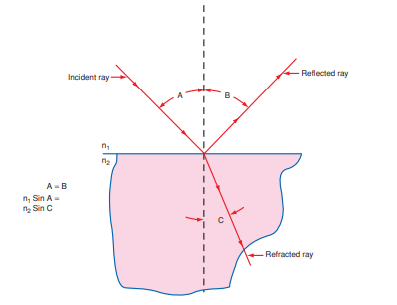 Incident ray
Reflected ray
A
B
n1
n2
A = B
n1 Sin A =
n2 Sin C
C
Refracted ray